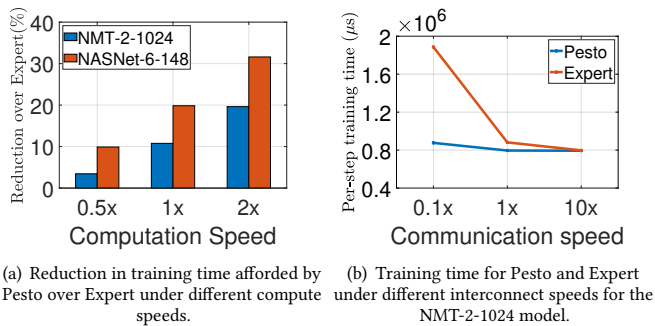 Reduction over Expert(%)
40
30
20
10
0
NMT-2-1024
NASNet-6-148
0.5x 1x 2x
Computation Speed
(a) Reduction in training time afforded by
Pesto over Expert under different compute
speeds.
Per-step training time (μs)
× 10⁶
2
1.6
1.2
0.8
0.4
Pesto
Expert
0.1x 1x 10x
Communication speed
(b) Training time for Pesto and Expert
under different interconnect speeds for the
NMT-2-1024 model.